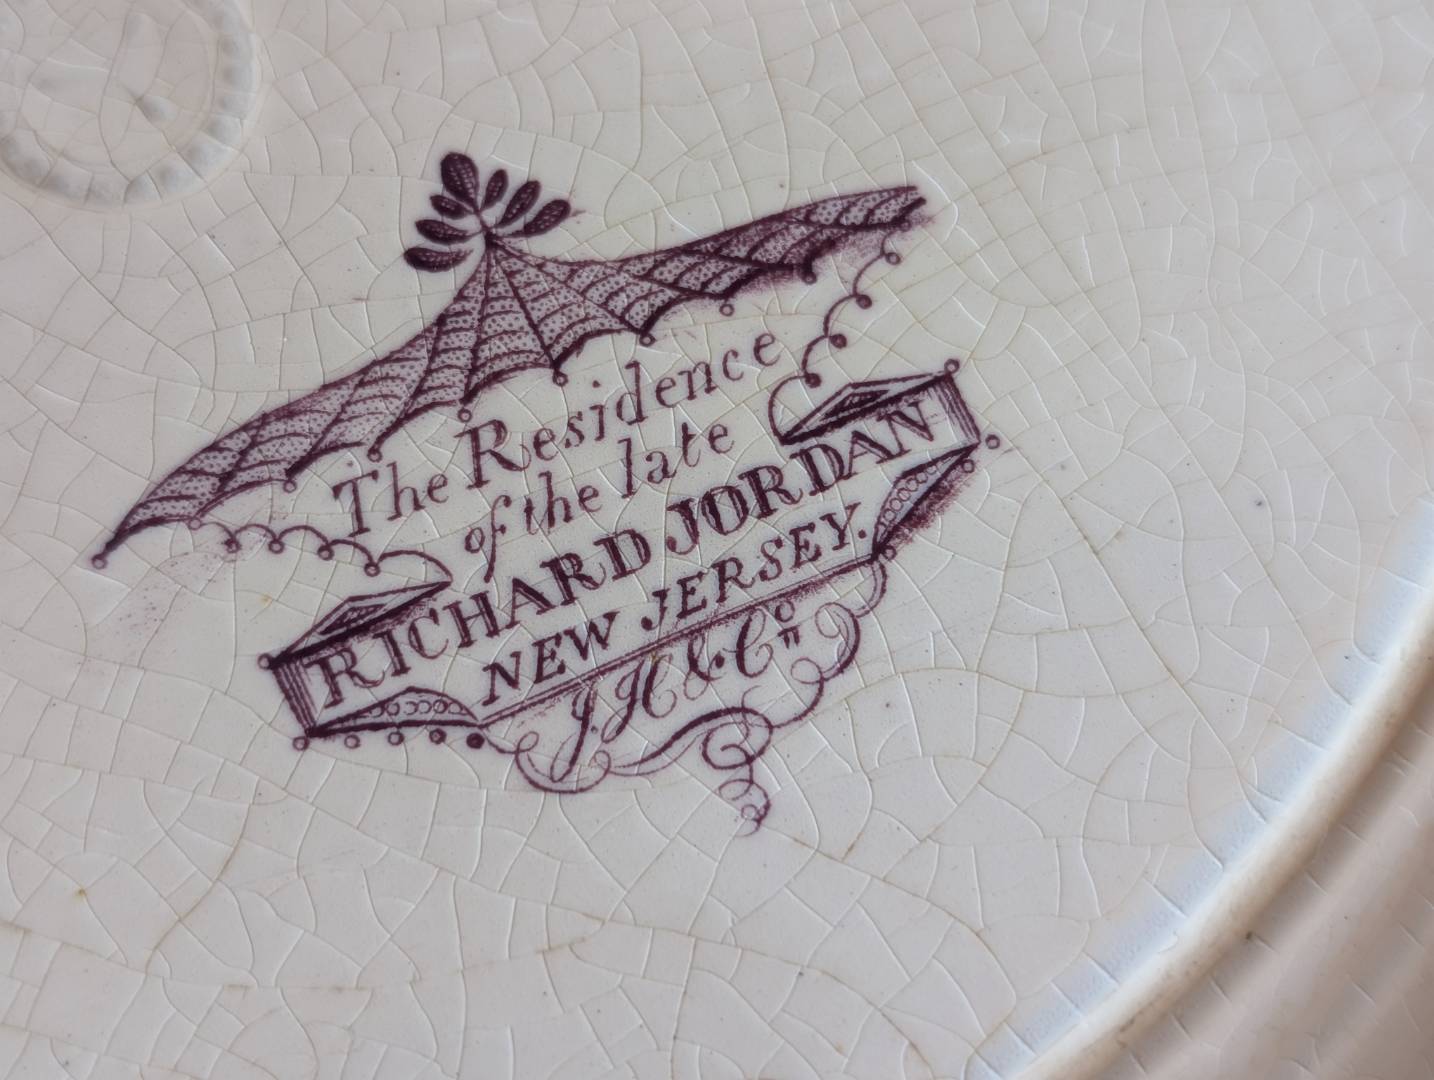 The Residence
of the late
RICHARD JORDAN
NEW JERSEY.
J. H & Cº